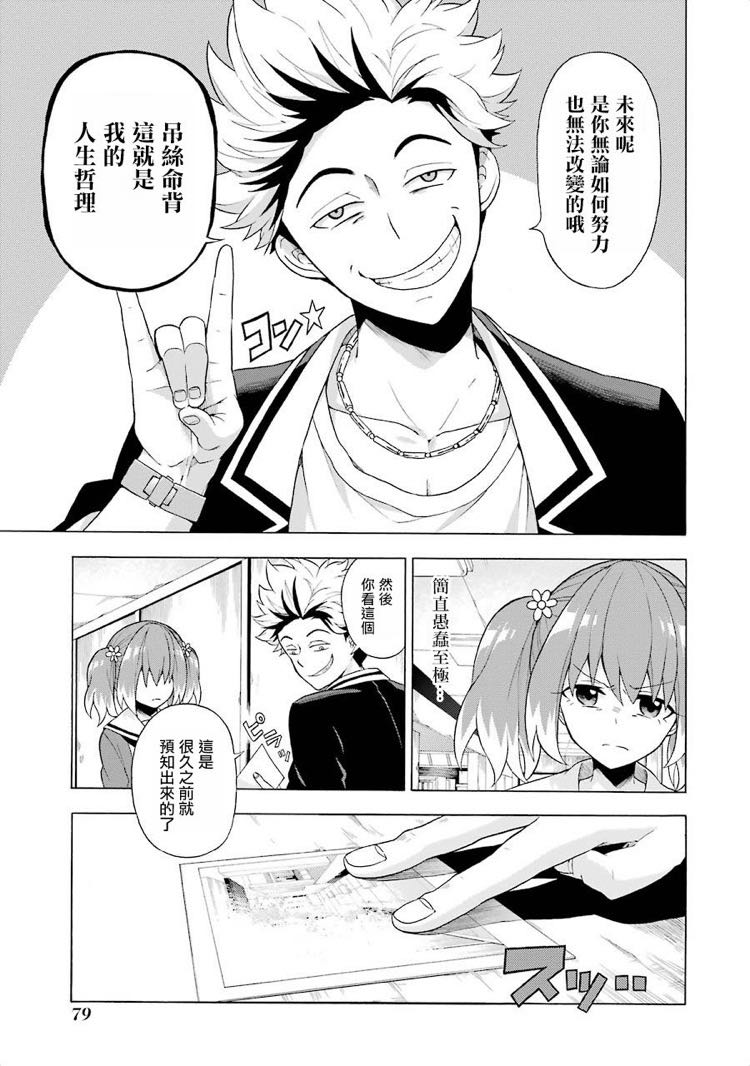 未來呢
是你無論如何努力
也無法改變的哦
吊絲命背
這就是
我的
人生哲理
コンッ☆
簡直愚蠢至極…
然後
你看這個
ピラッ
這是
很久之前就
預知出來的了
スッ…
79